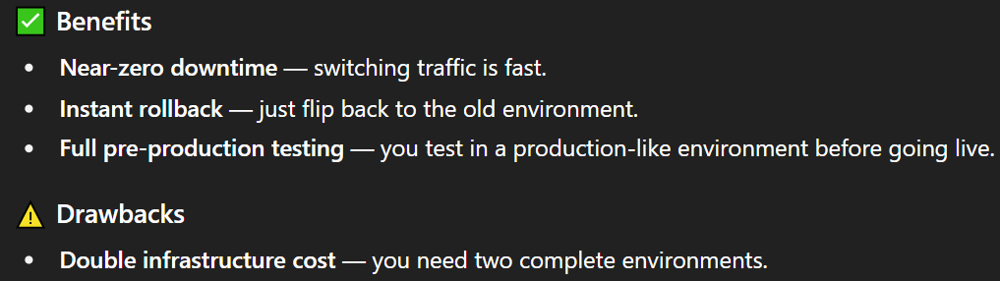 ✅ Benefits
• Near-zero downtime — switching traffic is fast.
• Instant rollback — just flip back to the old environment.
• Full pre-production testing — you test in a production-like environment before going live.
⚠️ Drawbacks
• Double infrastructure cost — you need two complete environments.